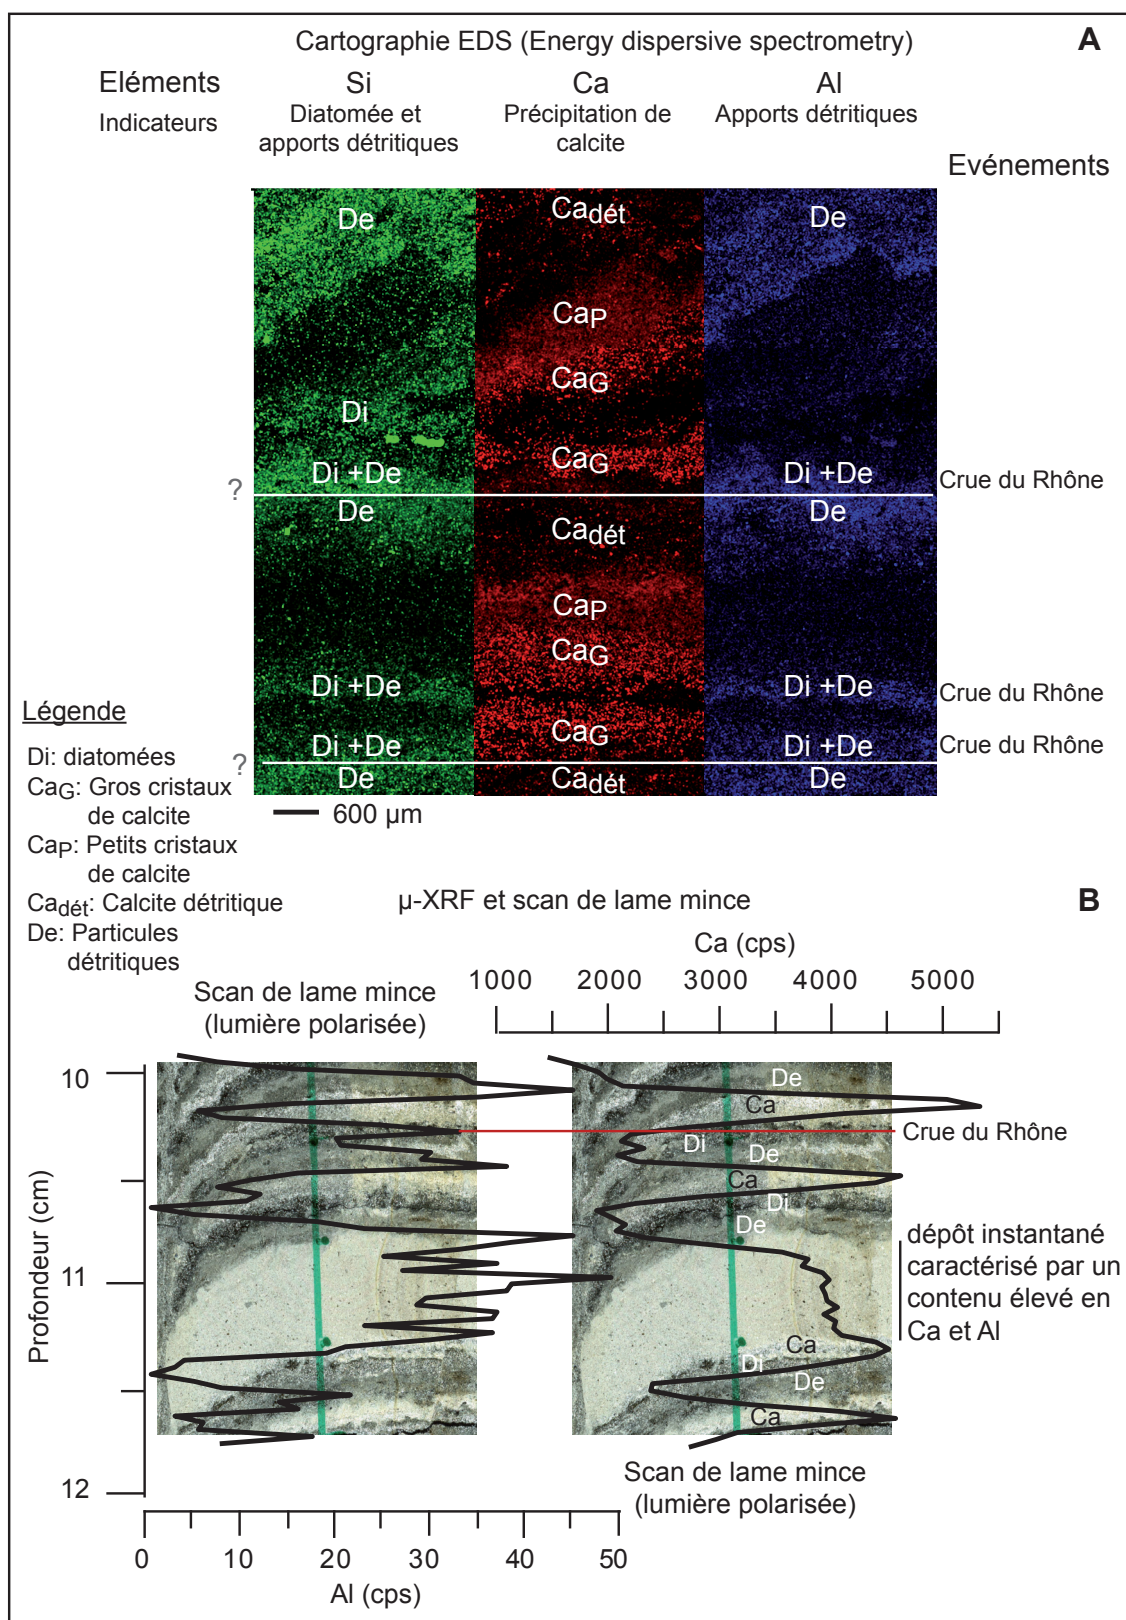 Cartographie EDS (Energy dispersive spectrometry)
A
Eléments
Si
Ca
Al
Indicateurs
Diatomée et
apports détritiques
Précipitation de
calcite
Apports détritiques
Evénements
De
Cadét
De
CaP
CaG
Di
CaG
Di +De
Di +De
Crue du Rhône
?
De
De
Cadét
CaP
CaG
Di +De
Di +De
Crue du Rhône
CaG
Di +De
Di +De
Crue du Rhône
?
De
Cadét
De
600 µm
Légende
Di: diatomées
CaG: Gros cristaux
de calcite
CaP: Petits cristaux
de calcite
Cadét: Calcite détritique
De: Particules
détritiques
µ-XRF et scan de lame mince
B
Ca (cps)
1000 2000 3000 4000 5000
Scan de lame mince
(lumière polarisée)
10
De
Ca
Crue du Rhône
Di
De
Ca
Di
De
dépôt instantané
caractérisé par un
contenu élevé en
Ca et Al
11
Profondeur (cm)
Ca
Di
De
Ca
Scan de lame mince
(lumière polarisée)
12
0 10 20 30 40 50
Al (cps)